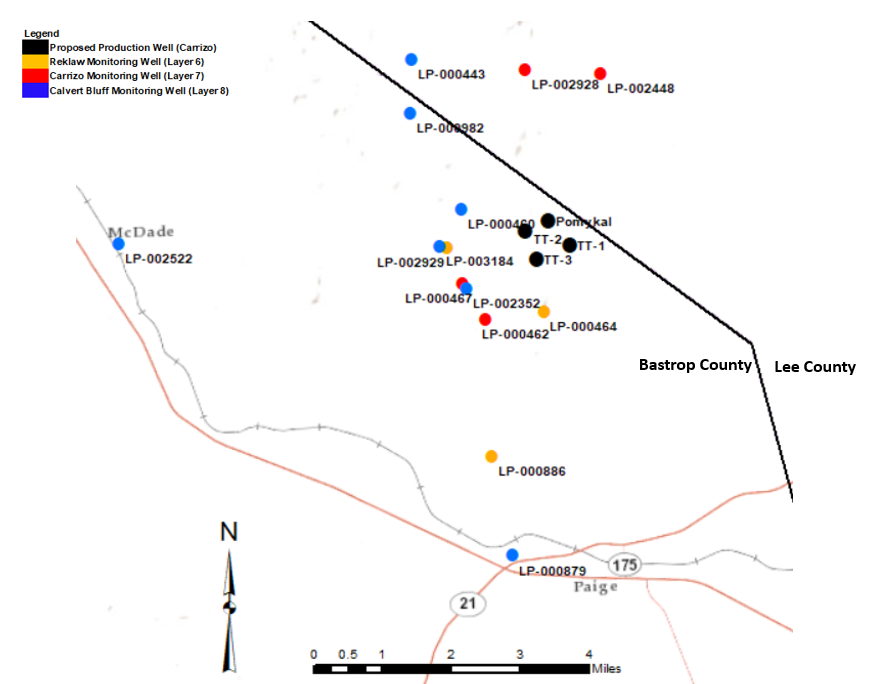 Legend
Proposed Production Well (Carrizo)
Reklaw Monitoring Well (Layer 6)
Carrizo Monitoring Well (Layer 7)
Calvert Bluff Monitoring Well (Layer 8)
LP-000443
LP-002928
LP-002448
LP-000982
LP-000460
Pomykal
TT-2
TT-1
McDade
LP-002522
LP-002929
LP-003184
TT-3
LP-000467
LP-002352
LP-000462
LP-000464
Bastrop County
Lee County
LP-000886
N
LP-000879
175
Paige
21
0 0.5 1 2 3 4
Miles